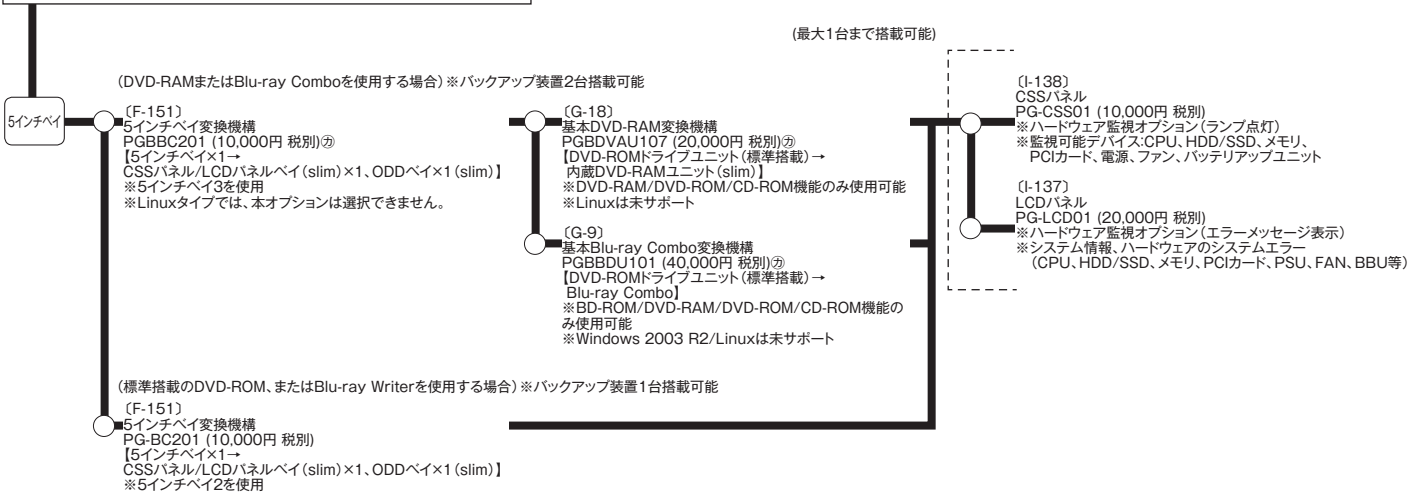 (最大1台まで搭載可能)
(DVD-RAMまたはBlu-ray Comboを使用する場合)※バックアップ装置2台搭載可能
5インチベイ
〔F-151〕
5インチベイ変換機構
PGBBC201 (10,000円 税別)㋕
【5インチベイ×1→
CSSパネル/LCDパネルベイ(slim)×1、ODDベイ×1(slim)】
※5インチベイ3を使用
※Linuxタイプでは、本オプションは選択できません。
〔G-18〕
基本DVD-RAM変換機構
PGBDVAU107 (20,000円 税別)㋕
【DVD-ROMドライブユニット(標準搭載)→
内蔵DVD-RAMユニット(slim)】
※DVD-RAM/DVD-ROM/CD-ROM機能のみ使用可能
※Linuxは未サポート
〔G-9〕
基本Blu-ray Combo変換機構
PGBBDU101 (40,000円 税別)㋕
【DVD-ROMドライブユニット(標準搭載)→
Blu-ray Combo】
※BD-ROM/DVD-RAM/DVD-ROM/CD-ROM機能の
み使用可能
※Windows 2003 R2/Linuxは未サポート
〔I-138〕
CSSパネル
PG-CSS01 (10,000円 税別)
※ハードウェア監視オプション(ランプ点灯)
※監視可能デバイス:CPU、HDD/SSD、メモリ、
PCIカード、電源、ファン、バッテリアップユニット
〔I-137〕
LCDパネル
PG-LCD01 (20,000円 税別)
※ハードウェア監視オプション(エラーメッセージ表示)
※システム情報、ハードウェアのシステムエラー
(CPU、HDD/SSD、メモリ、PCIカード、PSU、FAN、BBU等)
(標準搭載のDVD-ROM、またはBlu-ray Writerを使用する場合)※バックアップ装置1台搭載可能
〔F-151〕
5インチベイ変換機構
PG-BC201 (10,000円 税別)
【5インチベイ×1→
CSSパネル/LCDパネルベイ(slim)×1、ODDベイ×1(slim)】
※5インチベイ2を使用